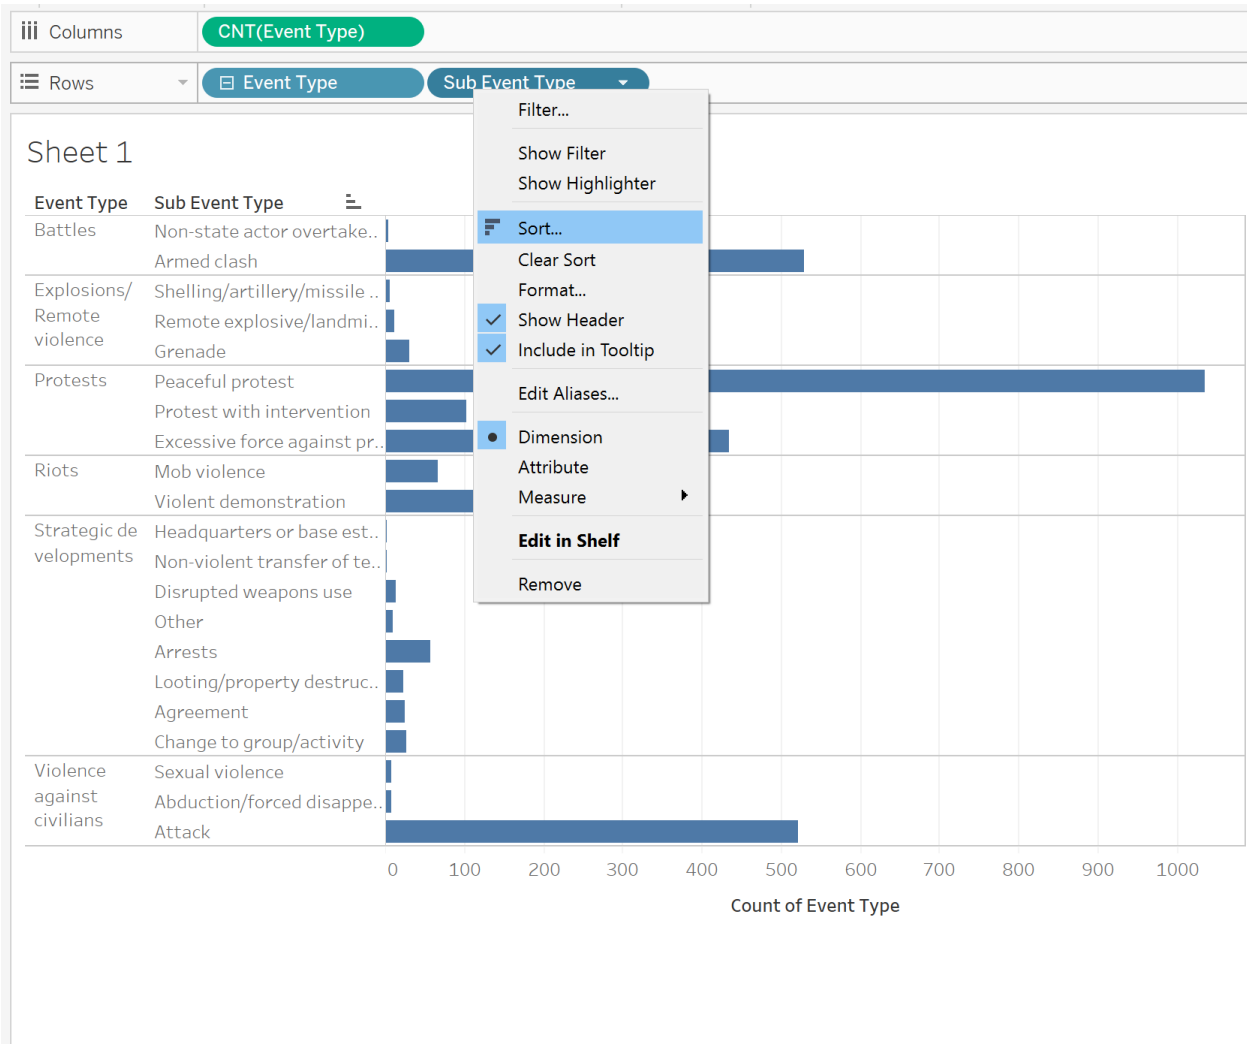 Columns
CNT(Event Type)
Rows
Event Type
Sub Event Type
Filter...
Show Filter
Show Highlighter
Sort...
Clear Sort
Format...
Show Header
Include in Tooltip
Edit Aliases...
Dimension
Attribute
Measure
Edit in Shelf
Remove
Sheet 1
Event Type Sub Event Type
Battles
Non-state actor overtake..
Armed clash
Explosions/
Remote
violence
Shelling/artillery/missile ..
Remote explosive/landmi..
Grenade
Protests
Peaceful protest
Protest with intervention
Excessive force against pr..
Riots
Mob violence
Violent demonstration
Strategic de
velopments
Headquarters or base est..
Non-violent transfer of te..
Disrupted weapons use
Other
Arrests
Looting/property destruc..
Agreement
Change to group/activity
Violence
against
civilians
Sexual violence
Abduction/forced disappe..
Attack
0 100 200 300 400 500 600 700 800 900 1000
Count of Event Type